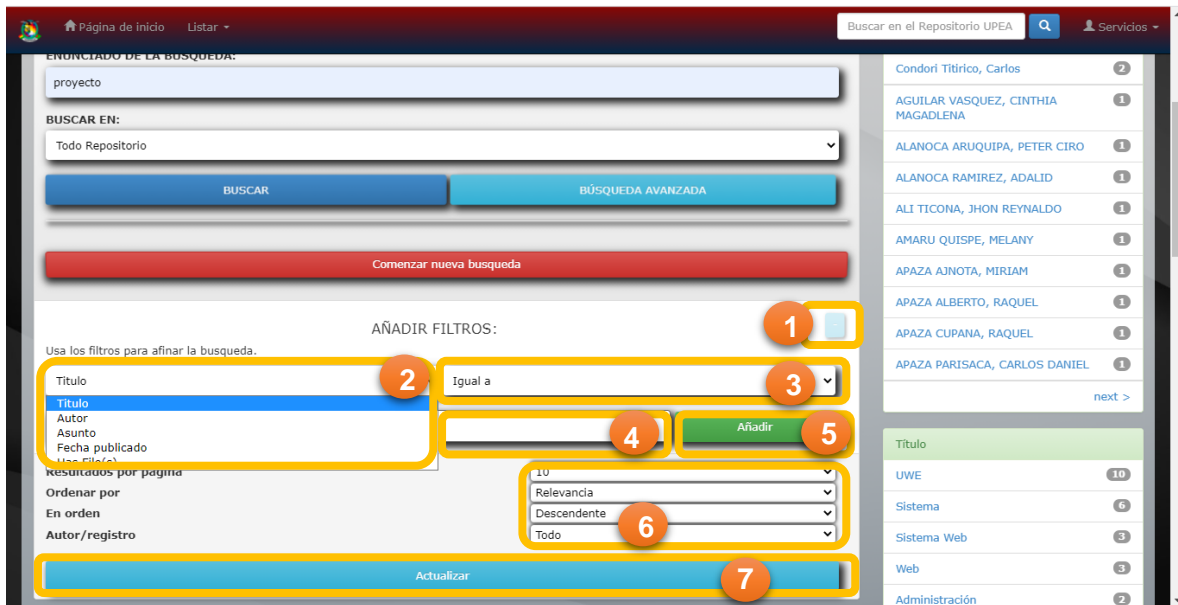 Página de inicio
Listar
Buscar en el Repositorio UPEA
Servicios
ENUNCIADO DE LA BUSQUEDA:
proyecto
BUSCAR EN:
Todo Repositorio
BUSCAR
BÚSQUEDA AVANZADA
Comenzar nueva busqueda
1
AÑADIR FILTROS:
Usa los filtros para afinar la busqueda.
2
Titulo
Igual a
3
Título
Autor
Asunto
Fecha publicado
Has File(s)
4
Añadir
5
Resultados por página
10
Ordenar por
Relevancia
En orden
Descendente
Autor/registro
Todo
6
Actualizar
7
Condori Titirico, Carlos 2
AGUILAR VASQUEZ, CINTHIA 1
MAGADLENA
ALANOCA ARUQUIPA, PETER CIRO 1
ALANOCA RAMIREZ, ADALID 1
ALI TICONA, JHON REYNALDO 1
AMARU QUISPE, MELANY 1
APAZA AJNOTA, MIRIAM 1
APAZA ALBERTO, RAQUEL 1
APAZA CUPANA, RAQUEL 1
APAZA PARISACA, CARLOS DANIEL 1
next >
Título
UWE 10
Sistema 6
Sistema Web 3
Web 3
Administración 2